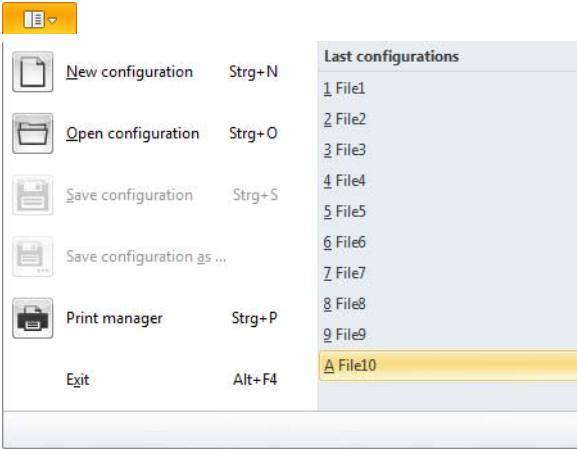 New configuration Strg+N
Open configuration Strg+O
Save configuration Strg+S
Save configuration as ...
Print manager Strg+P
Exit Alt+F4
Last configurations
1 File1
2 File2
3 File3
4 File4
5 File5
6 File6
7 File7
8 File8
9 File9
A File10